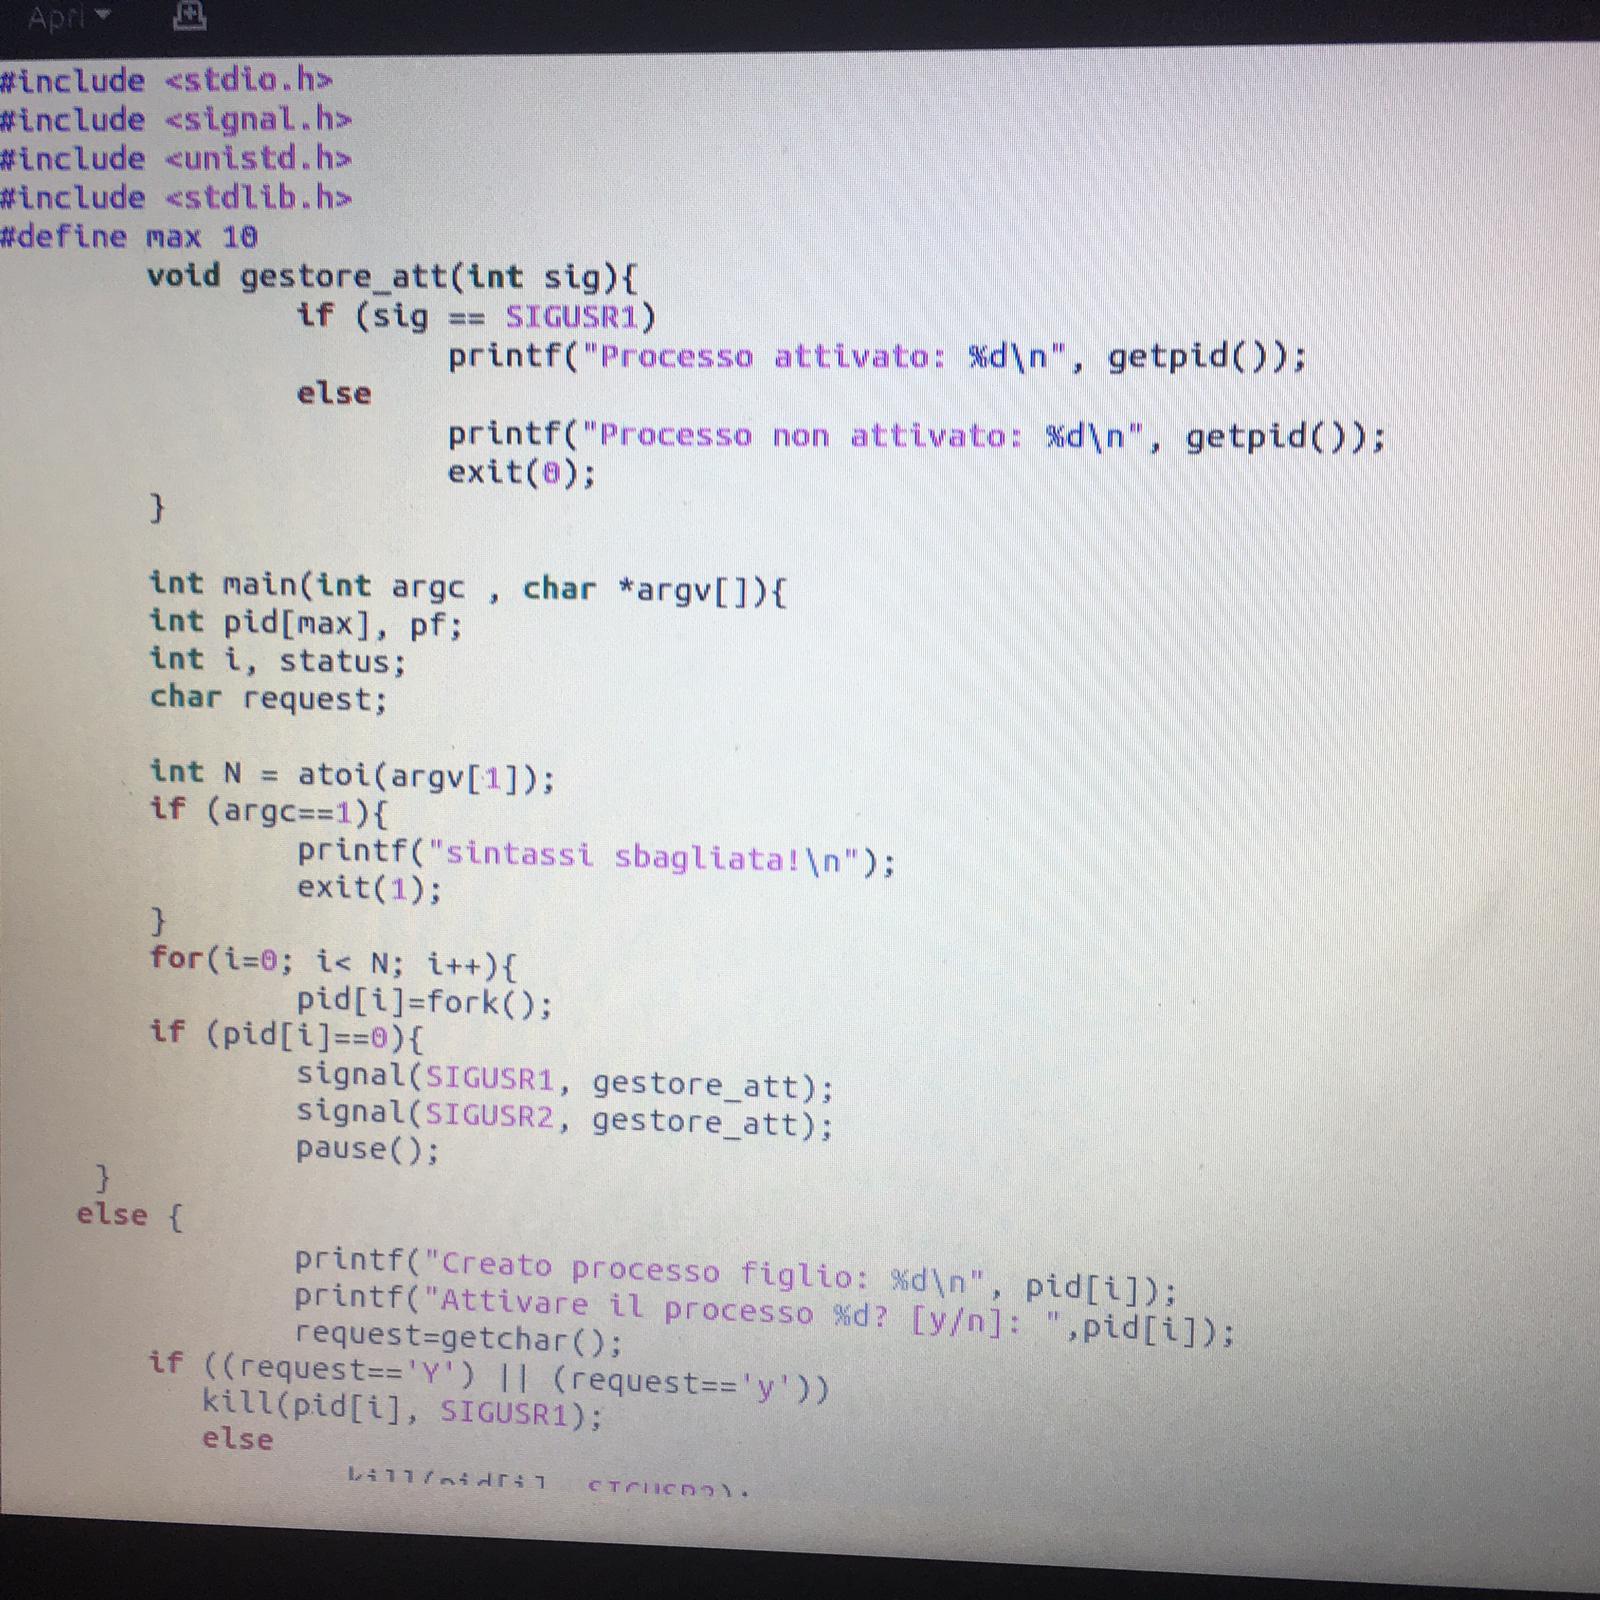 Apri
#include <stdio.h>
#include <signal.h>
#include <unistd.h>
#include <stdlib.h>
#define max 10
void gestore_att(int sig){
if (sig == SIGUSR1)
printf("Processo attivato: %d\n", getpid());
else
printf("Processo non attivato: %d\n", getpid());
exit(0);
}
int main(int argc , char *argv[]){
int pid[max], pf;
int i, status;
char request;
int N = atoi(argv[1]);
if (argc==1){
printf("sintassi sbagliata!\n");
exit(1);
}
for(i=0; i< N; i++){
pid[i]=fork();
if (pid[i]==0){
signal(SIGUSR1, gestore_att);
signal(SIGUSR2, gestore_att);
pause();
}
else {
printf("Creato processo figlio: %d\n", pid[i]);
printf("Attivare il processo %d? [y/n]: ",pid[i]);
request=getchar();
if ((request=='Y') || (request=='y'))
kill(pid[i], SIGUSR1);
else
kill(pid[i], SIGUSR2);